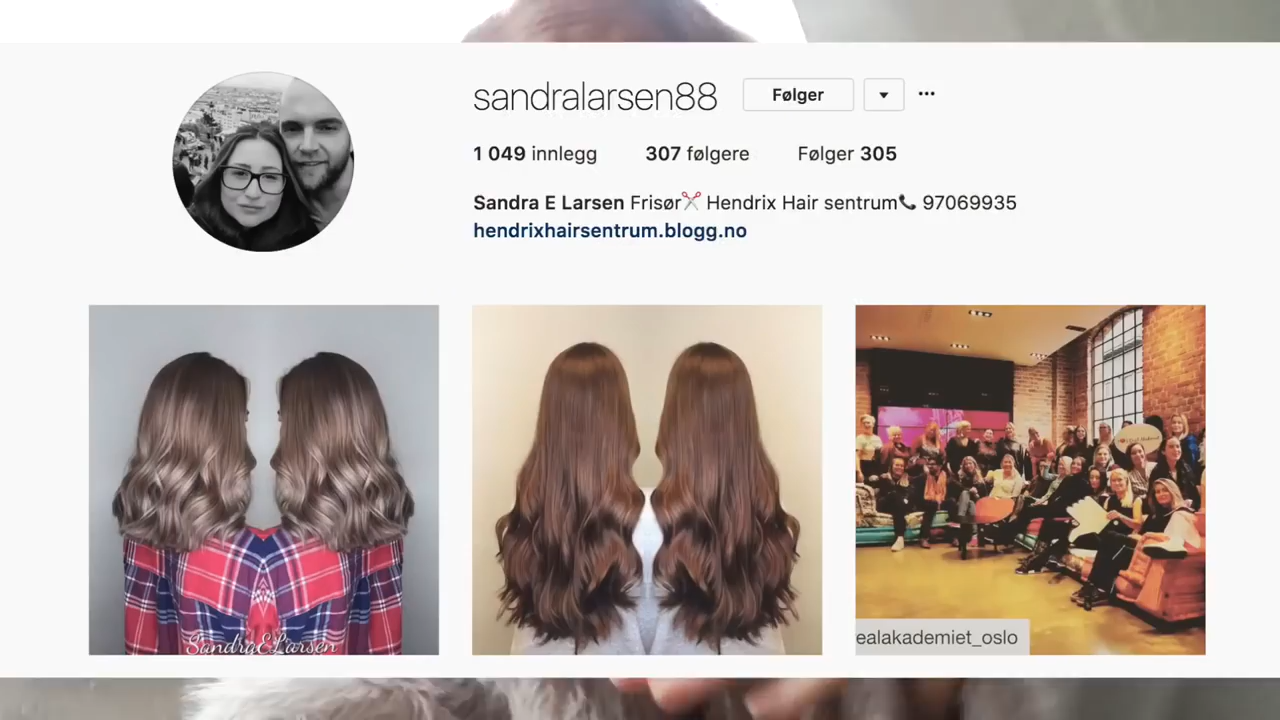 sandralarsen88 Følger
1 049 innlegg 307 følgere Følger 305
Sandra E Larsen Frisør✂️ Hendrix Hair sentrum📞 97069935
hendrixhairsentrum.blogg.no
SandraELarsen
ealakademiet_oslo